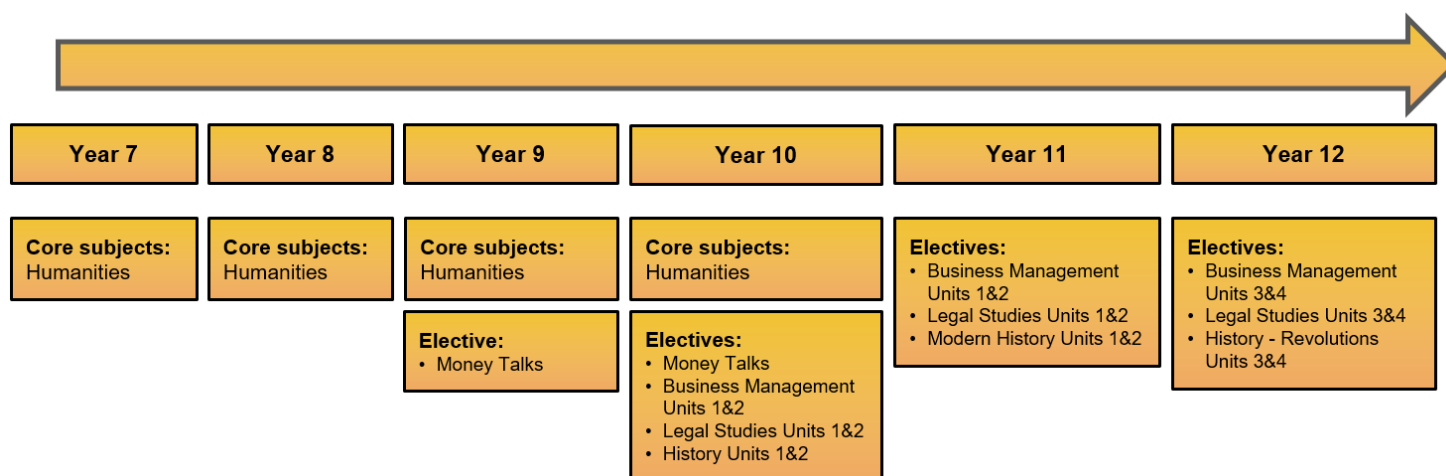 Year 7
Year 8
Year 9
Year 10
Year 11
Year 12
Core subjects:
Humanities
Core subjects:
Humanities
Core subjects:
Humanities
Elective:
• Money Talks
Core subjects:
Humanities
Electives:
• Money Talks
• Business Management
Units 1&2
• Legal Studies Units 1&2
• History Units 1&2
Electives:
• Business Management
Units 1&2
• Legal Studies Units 1&2
• Modern History Units 1&2
Electives:
• Business Management
Units 3&4
• Legal Studies Units 3&4
• History - Revolutions
Units 3&4